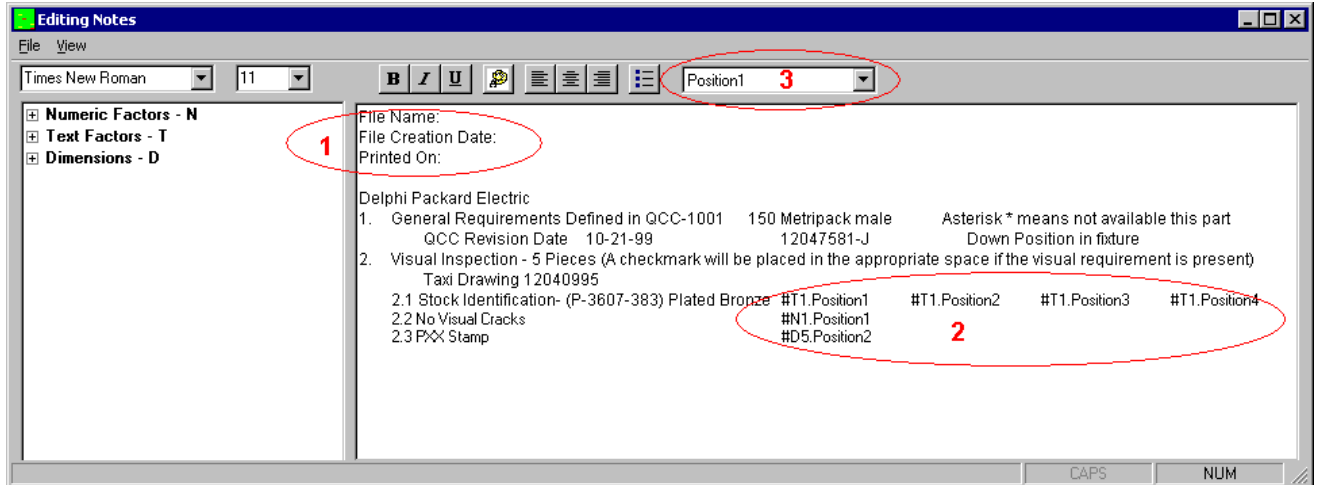 Editing Notes
File View
Times New Roman 11 B I U Position1 3
Numeric Factors - N
Text Factors - T
Dimensions - D
1
File Name:
File Creation Date:
Printed On:
Delphi Packard Electric
1. General Requirements Defined in QCC-1001 150 Metripack male Asterisk * means not available this part
QCC Revision Date 10-21-99 12047581-J Down Position in fixture
2. Visual Inspection - 5 Pieces (A checkmark will be placed in the appropriate space if the visual requirement is present)
Taxi Drawing 12040995
2.1 Stock Identification- (P-3607-383) Plated Bronze #T1.Position1 #T1.Position2 #T1.Position3 #T1.Position4
2.2 No Visual Cracks #N1.Position1
2.3 PXX Stamp #D5.Position2 2
CAPS NUM